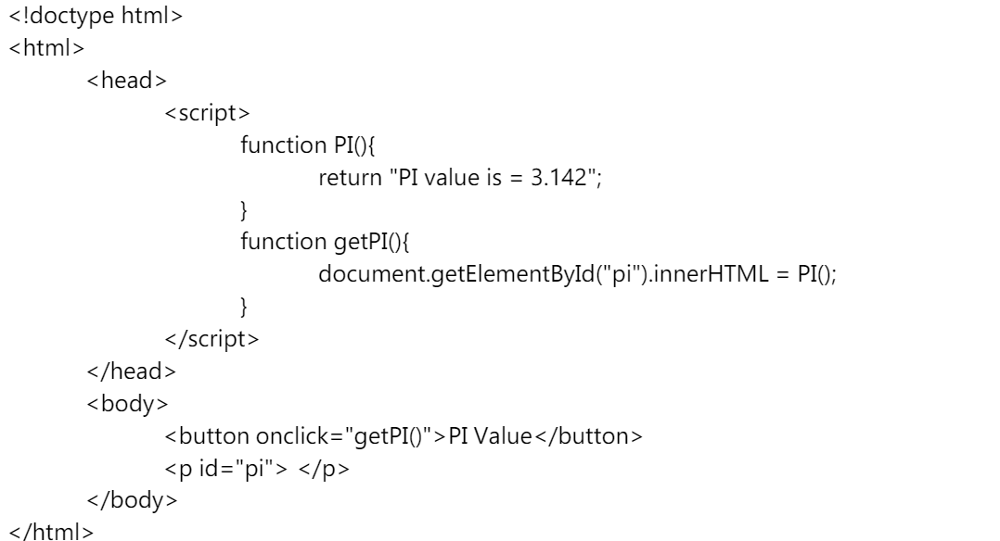 <!doctype html>
<html>
<head>
<script>
function PI(){
return "PI value is = 3.142";
}
function getPI(){
document.getElementById("pi").innerHTML = PI();
}
</script>
</head>
<body>
<button onclick="getPI()">PI Value</button>
<p id="pi"> </p>
</body>
</html>